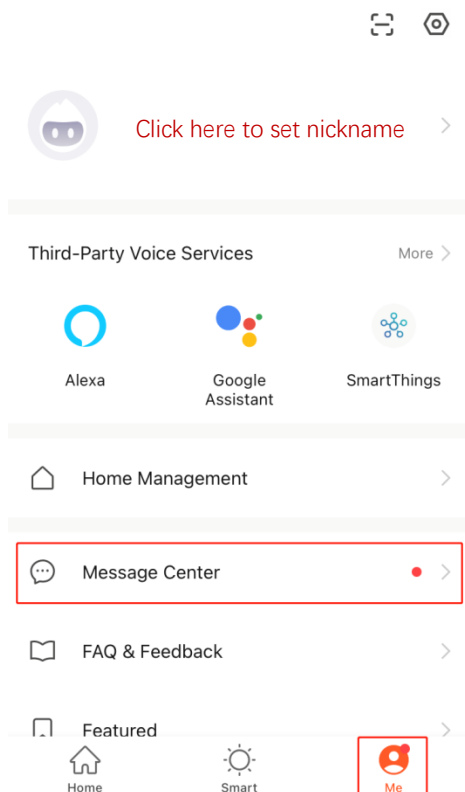 Click here to set nickname
Third-Party Voice Services
More
Alexa
Google
Assistant
SmartThings
Home Management
Message Center
FAQ & Feedback
Featured
Home
Smart
Me